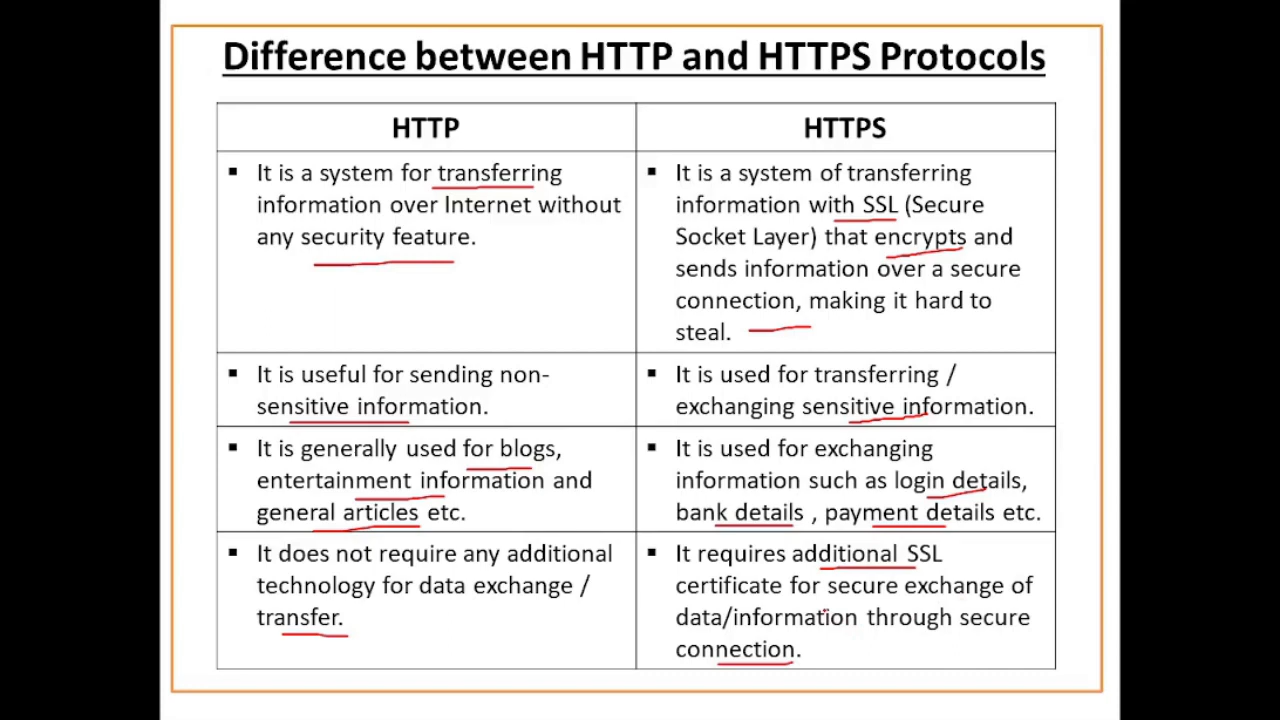 Difference between HTTP and HTTPS Protocols
HTTP
HTTPS
▪ It is a system for transferring
information over Internet without
any security feature.
▪ It is a system of transferring
information with SSL (Secure
Socket Layer) that encrypts and
sends information over a secure
connection, making it hard to
steal.
▪ It is useful for sending non-
sensitive information.
▪ It is used for transferring /
exchanging sensitive information.
▪ It is generally used for blogs,
entertainment information and
general articles etc.
▪ It is used for exchanging
information such as login details,
bank details , payment details etc.
▪ It does not require any additional
technology for data exchange /
transfer.
▪ It requires additional SSL
certificate for secure exchange of
data/information through secure
connection.